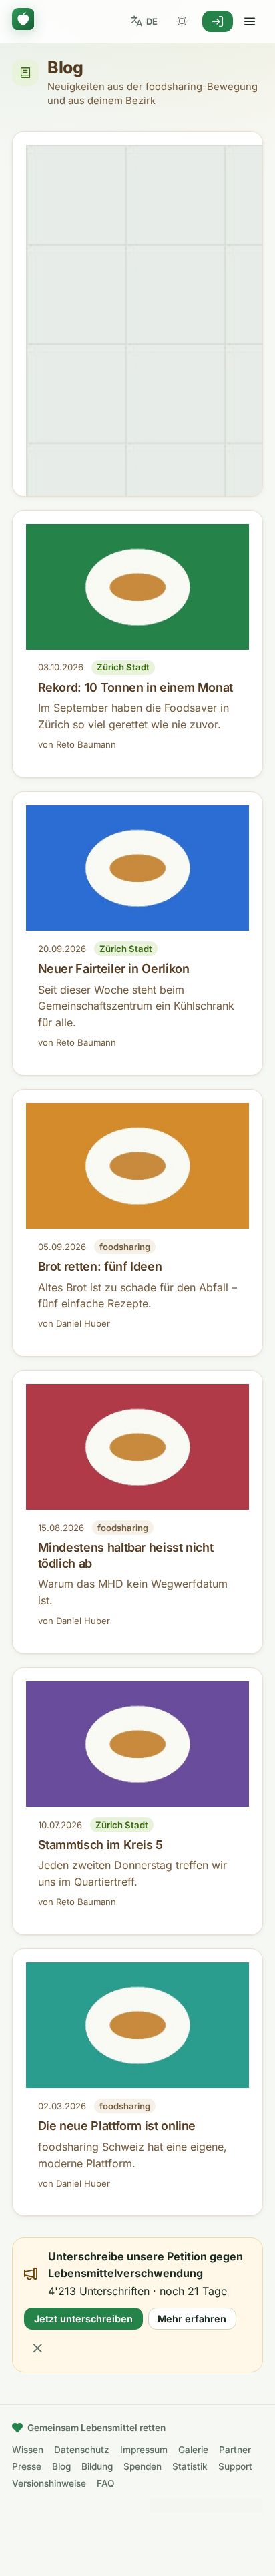 DE
Blog
Neuigkeiten aus der foodsharing-Bewegung
und aus deinem Bezirk
03.10.2026 Zürich Stadt
Rekord: 10 Tonnen in einem Monat
Im September haben die Foodsaver in
Zürich so viel gerettet wie nie zuvor.
von Reto Baumann
20.09.2026 Zürich Stadt
Neuer Fairteiler in Oerlikon
Seit dieser Woche steht beim
Gemeinschaftszentrum ein Kühlschrank
für alle.
von Reto Baumann
05.09.2026 foodsharing
Brot retten: fünf Ideen
Altes Brot ist zu schade für den Abfall –
fünf einfache Rezepte.
von Daniel Huber
15.08.2026 foodsharing
Mindestens haltbar heisst nicht
tödlich ab
Warum das MHD kein Wegwerfdatum
ist.
von Daniel Huber
10.07.2026 Zürich Stadt
Stammtisch im Kreis 5
Jeden zweiten Donnerstag treffen wir
uns im Quartiertreff.
von Reto Baumann
02.03.2026 foodsharing
Die neue Plattform ist online
foodsharing Schweiz hat eine eigene,
moderne Plattform.
von Daniel Huber
Unterschreibe unsere Petition gegen
Lebensmittelverschwendung
4'213 Unterschriften · noch 21 Tage
Jetzt unterschreiben Mehr erfahren
Gemeinsam Lebensmittel retten
Wissen Datenschutz Impressum Galerie Partner
Presse Blog Bildung Spenden Statistik Support
Versionshinweise FAQ